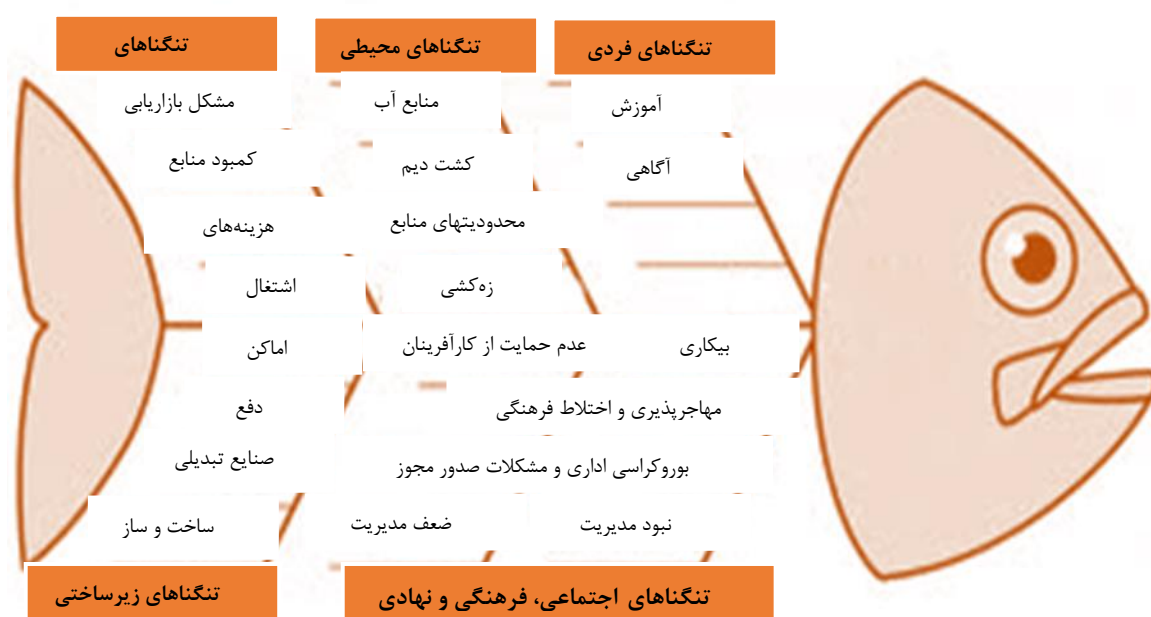 تنگناهای فردی
تنگناهای محیطی
تنگناهای
آموزش
منابع آب
مشکل بازاریابی
آگاهی
کشت دیم
کمبود منابع
محدودیتهای منابع
هزینه‌های
زه‌کشی
اشتغال
بیکاری
عدم حمایت از کارآفرینان
اماکن
مهاجرپذیری و اختلاط فرهنگی
دفع
بوروکراسی اداری و مشکلات صدور مجوز
صنایع تبدیلی
نبود مدیریت
ضعف مدیریت
ساخت و ساز
تنگناهای اجتماعی، فرهنگی و نهادی
تنگناهای زیرساختی